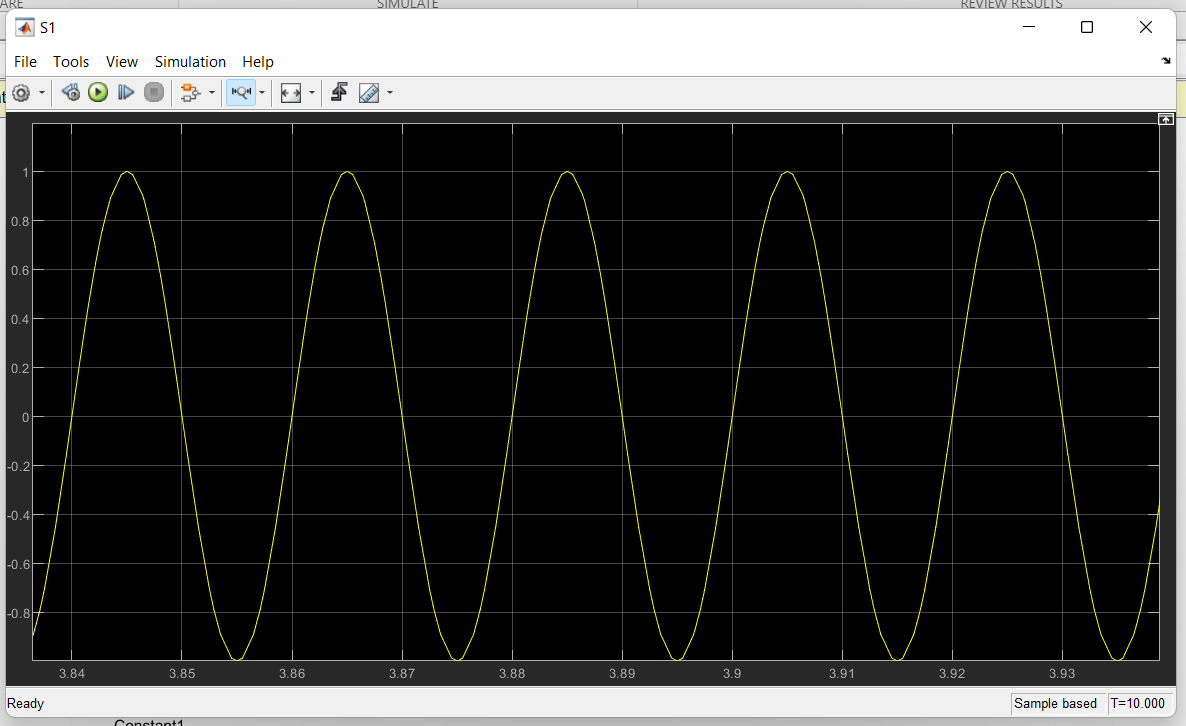 SIMULATE
REVIEW RESULTS
S1
File Tools View Simulation Help
1
0.8
0.6
0.4
0.2
0
-0.2
-0.4
-0.6
-0.8
3.84 3.85 3.86 3.87 3.88 3.89 3.9 3.91 3.92 3.93
Ready
Sample based T=10.000
Constant1